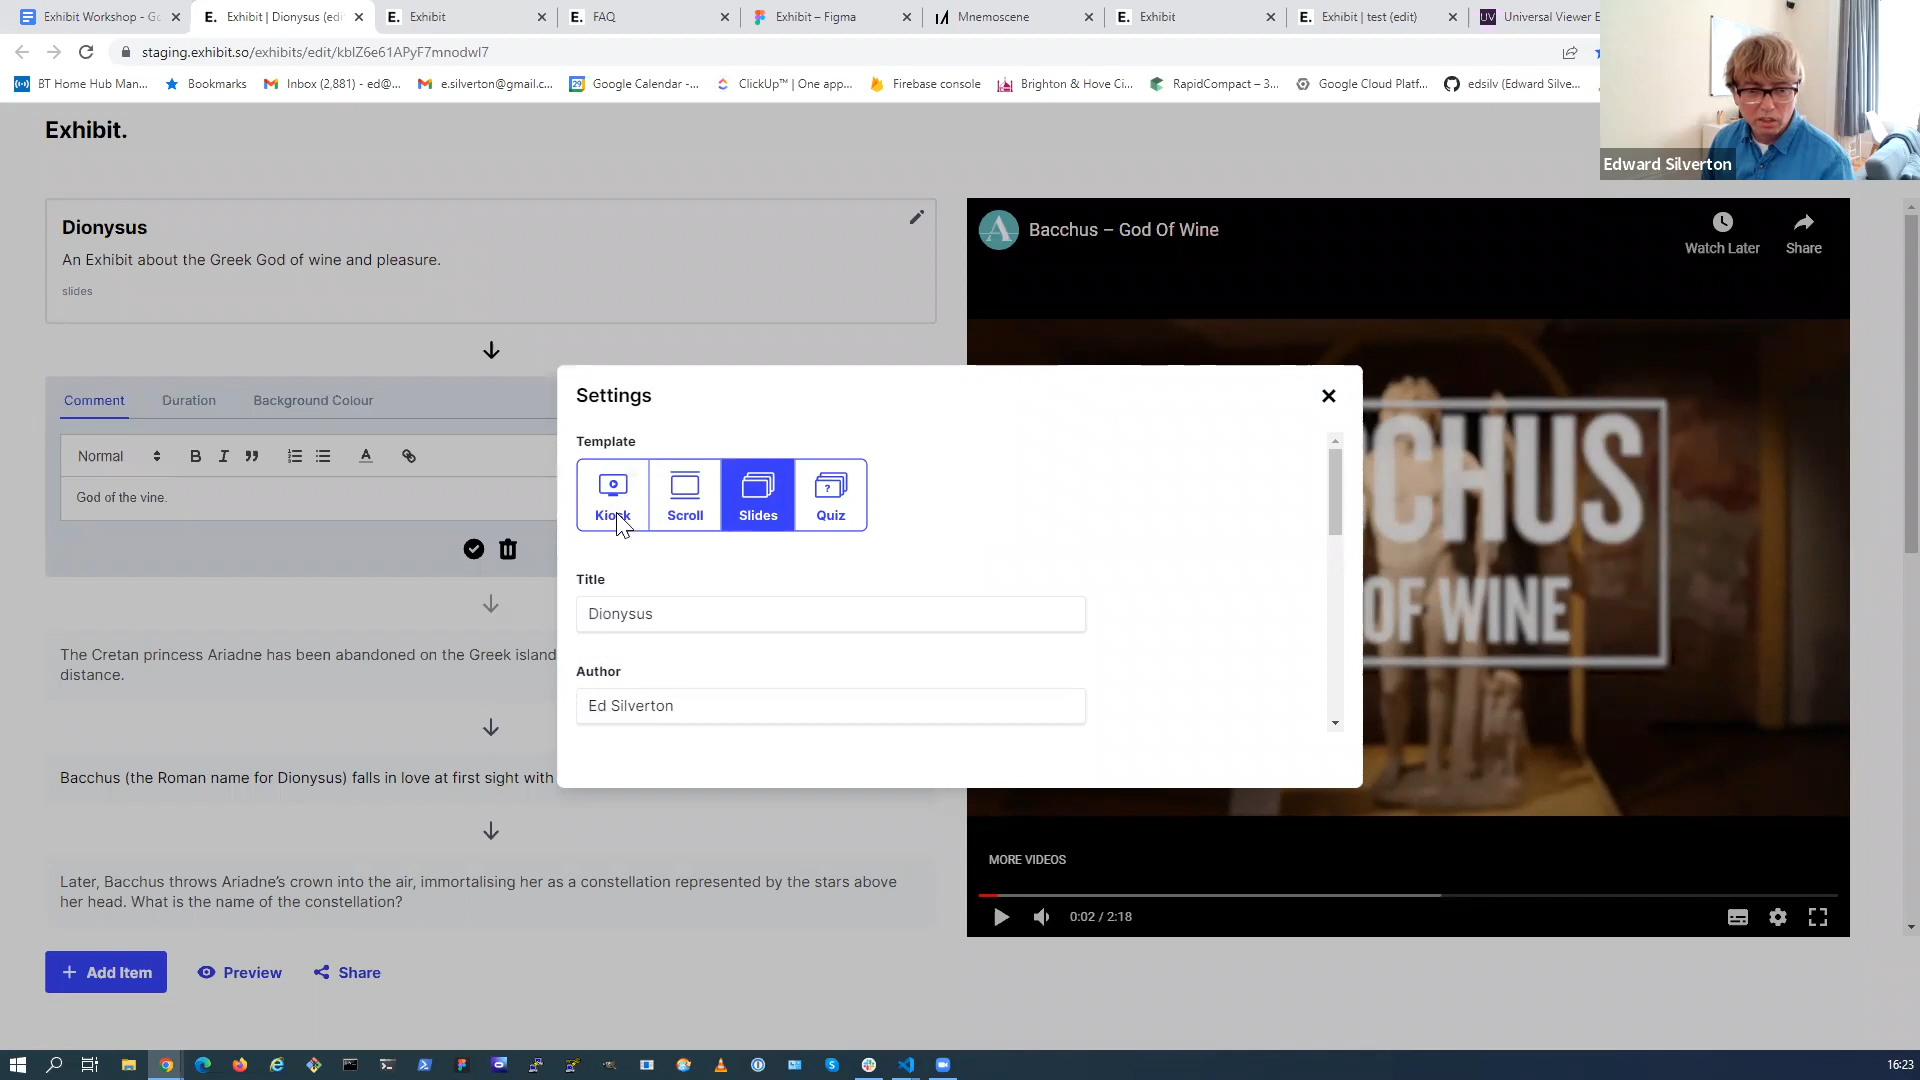 Exhibit Workshop - Go
Exhibit | Dionysus (edi
Exhibit
FAQ
Exhibit – Figma
Mnemoscene
Exhibit
Exhibit | test (edit)
Universal Viewer E
staging.exhibit.so/exhibits/edit/kblZ6e61APyF7mnodwl7
BT Home Hub Man...
Bookmarks
Inbox (2,881) - ed@...
e.silverton@gmail.c...
Google Calendar -...
ClickUp™ | One app...
Firebase console
Brighton & Hove Ci...
RapidCompact – 3...
Google Cloud Platf...
edsilv (Edward Silve...
Edward Silverton
Exhibit.
Dionysus
An Exhibit about the Greek God of wine and pleasure.
slides
Comment
Duration
Background Colour
Normal
God of the vine.
The Cretan princess Ariadne has been abandoned on the Greek island
distance.
Bacchus (the Roman name for Dionysus) falls in love at first sight with
Later, Bacchus throws Ariadne's crown into the air, immortalising her as a constellation represented by the stars above
her head. What is the name of the constellation?
Add Item
Preview
Share
Settings
Template
Kiosk
Scroll
Slides
Quiz
Title
Dionysus
Author
Ed Silverton
Bacchus – God Of Wine
Watch Later
Share
CCHUS
OF WINE
MORE VIDEOS
0:02 / 2:18
16:23